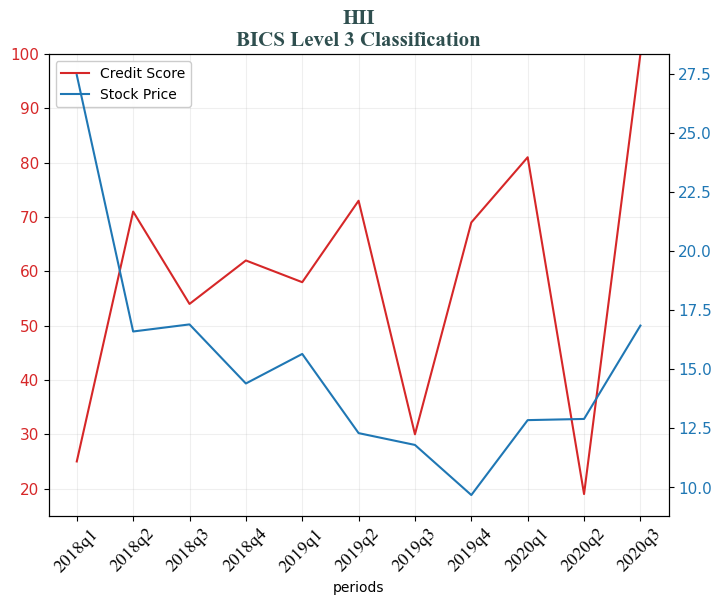 HII
BICS Level 3 Classification
Credit Score
Stock Price
100
90
80
70
60
50
40
30
20
27.5
25.0
22.5
20.0
17.5
15.0
12.5
10.0
2018q1
2018q2
2018q3
2018q4
2019q1
2019q2
2019q3
2019q4
2020q1
2020q2
2020q3
periods